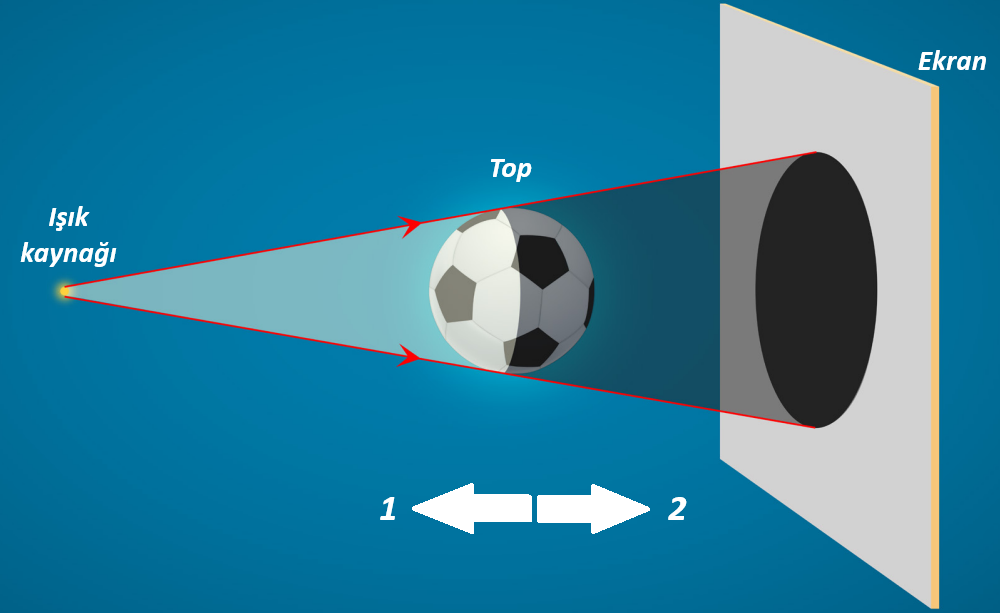 Ekran
Top
Işık
kaynağı
1
2